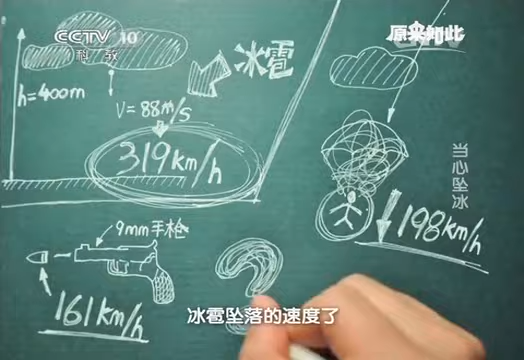 CCTV 10
科教
原来如此
CCTV
冰雹
h=400m
V=88m/s
319km/h
当心坠冰
198km/h
9mm手枪
161km/h
冰雹坠落的速度了